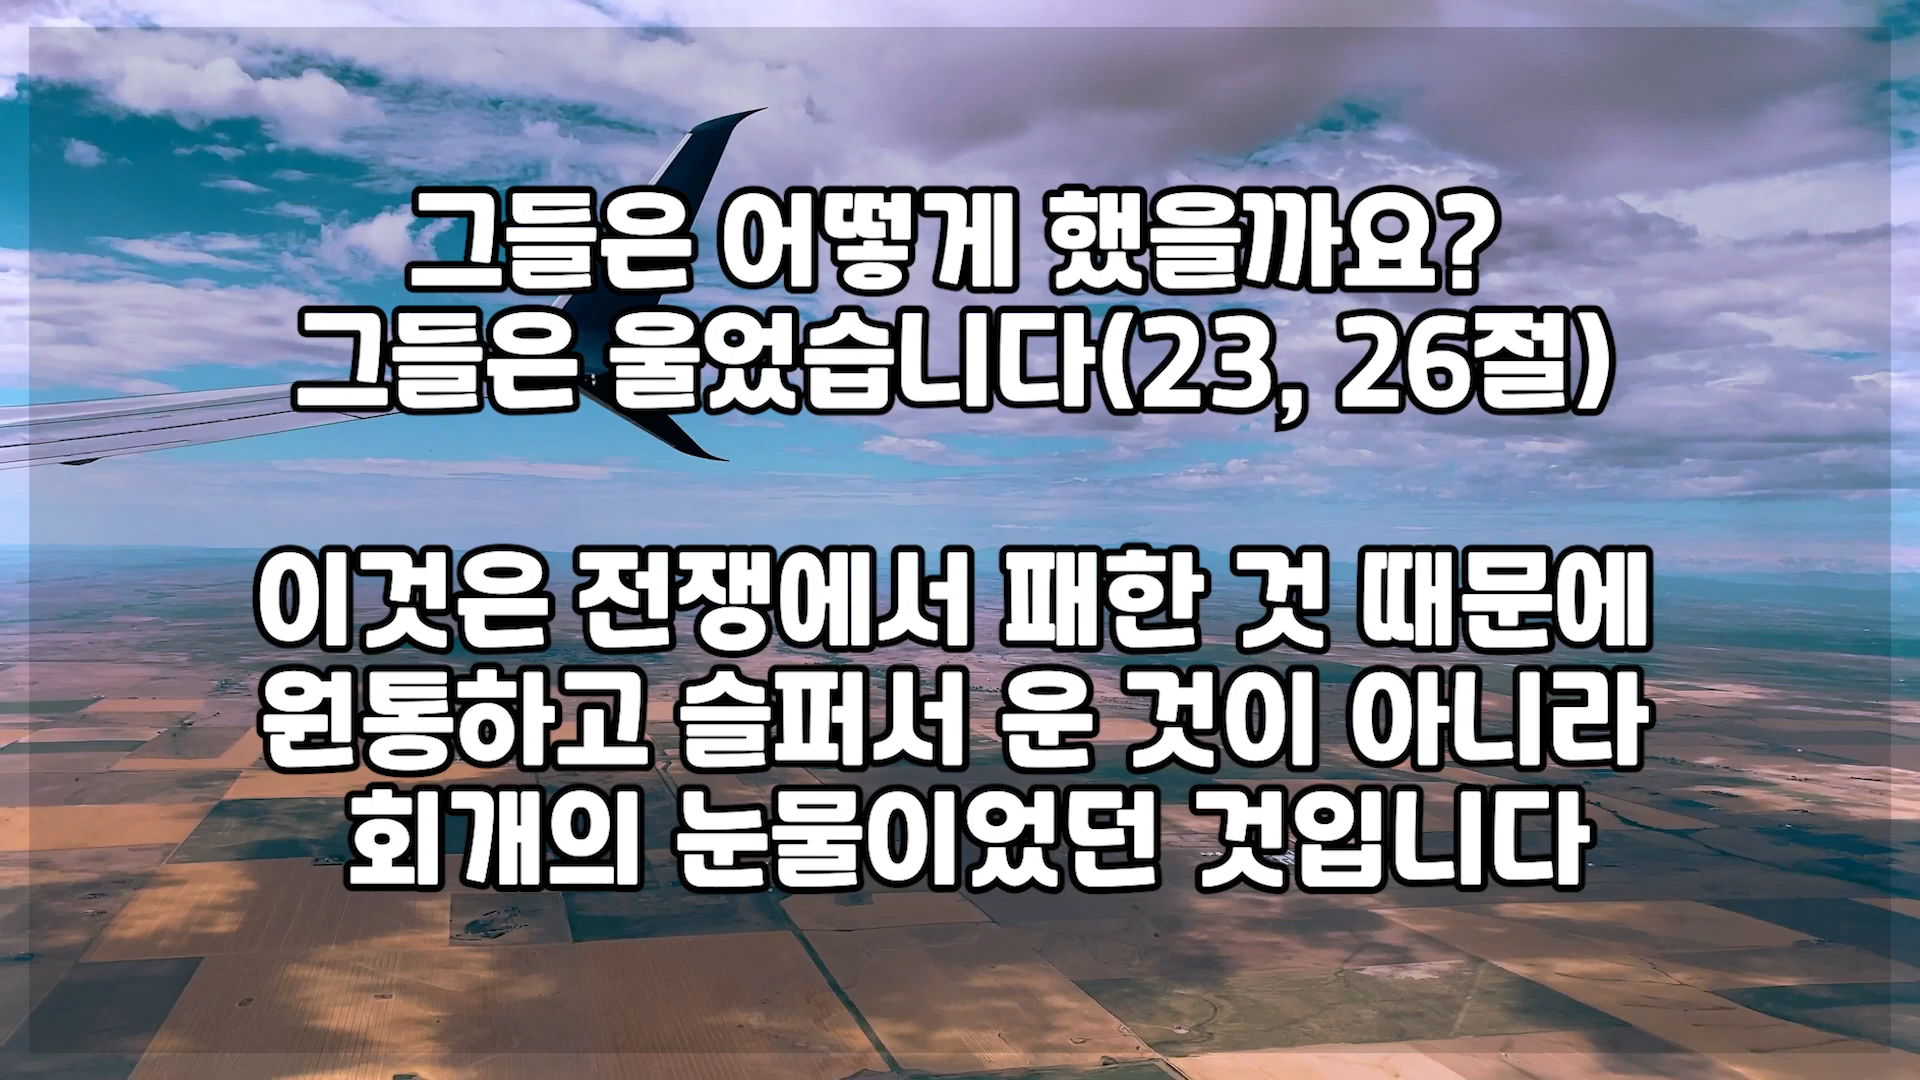 그들은 어떻게 했을까요?
그들은 울었습니다(23, 26절)
이것은 전쟁에서 패한 것 때문에
원통하고 슬퍼서 운 것이 아니라
회개의 눈물이었던 것입니다